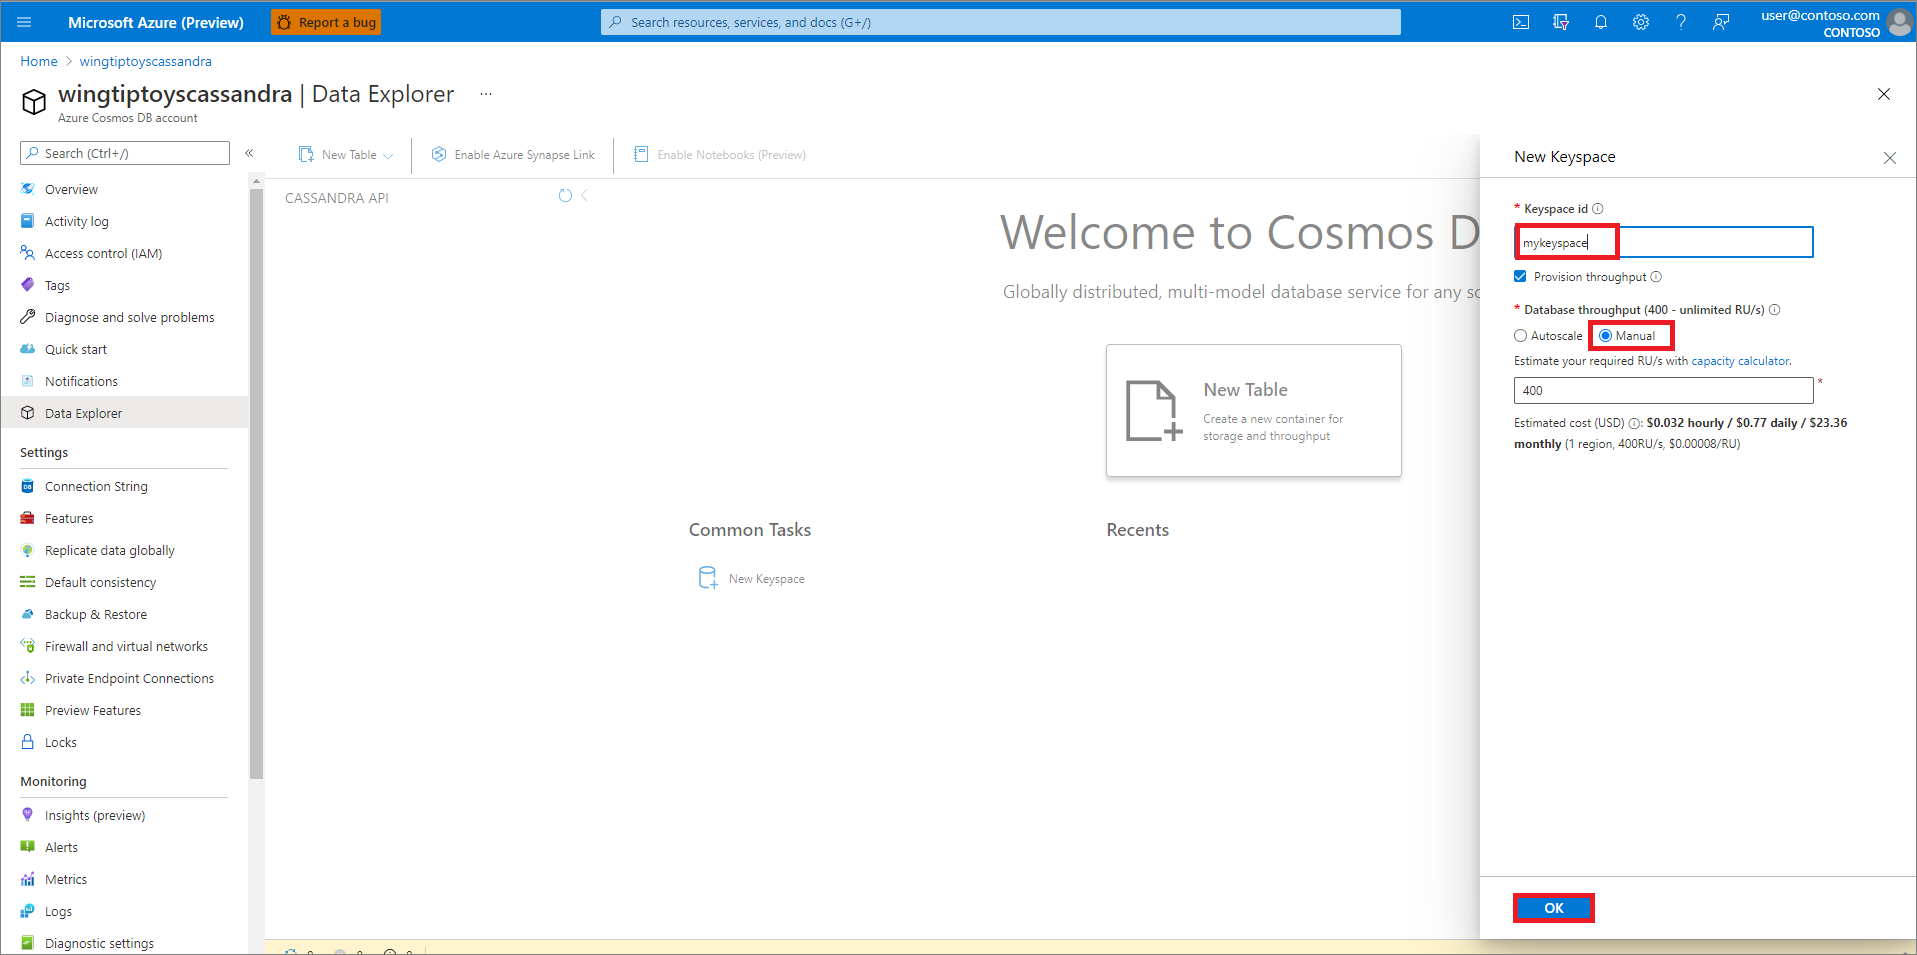 Microsoft Azure (Preview)
Report a bug
Search resources, services, and docs (G+/)
user@contoso.com
CONTOSO
Home > wingtiptoyscassandra
wingtiptoyscassandra | Data Explorer ...
Azure Cosmos DB account
Search (Ctrl+/)
«
Overview
Activity log
Access control (IAM)
Tags
Diagnose and solve problems
Quick start
Notifications
Data Explorer
Settings
Connection String
Features
Replicate data globally
Default consistency
Backup & Restore
Firewall and virtual networks
Private Endpoint Connections
Preview Features
Locks
Monitoring
Insights (preview)
Alerts
Metrics
Logs
Diagnostic settings
New Table
Enable Azure Synapse Link
Enable Notebooks (Preview)
CASSANDRA API
Welcome to Cosmos D
Globally distributed, multi-model database service for any sc
New Table
Create a new container for
storage and throughput
Common Tasks
New Keyspace
Recents
New Keyspace
* Keyspace id
mykeyspace
Provision throughput
* Database throughput (400 - unlimited RU/s)
Autoscale
Manual
Estimate your required RU/s with capacity calculator.
400
*
Estimated cost (USD) : $0.032 hourly / $0.77 daily / $23.36
monthly (1 region, 400RU/s, $0.00008/RU)
OK